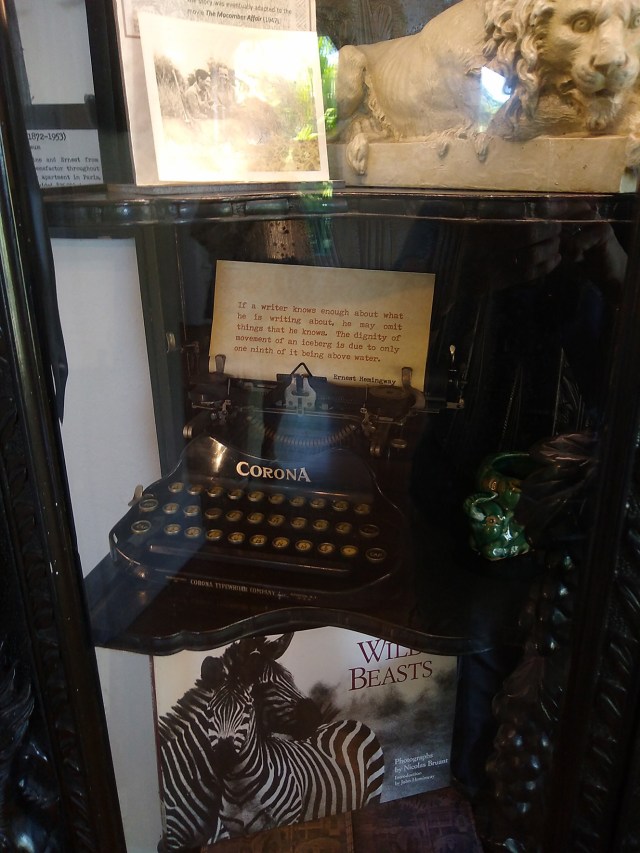 story was eventually adapted to the
movie The Macomber Affair (1947).
(1872-1953)
and Ernest from
throughout
apartment in Paris.
If a writer knows enough about what
he is writing about, he may omit
things that he knows. The dignity of
movement of an iceberg is due to only
one ninth of it being above water.
Ernest Hemingway
CORONA
CORONA TYPEWRITER COMPANY
WILD
BEASTS
Photographs
by Nicolas Bruant
Introduction
by John Hemingway